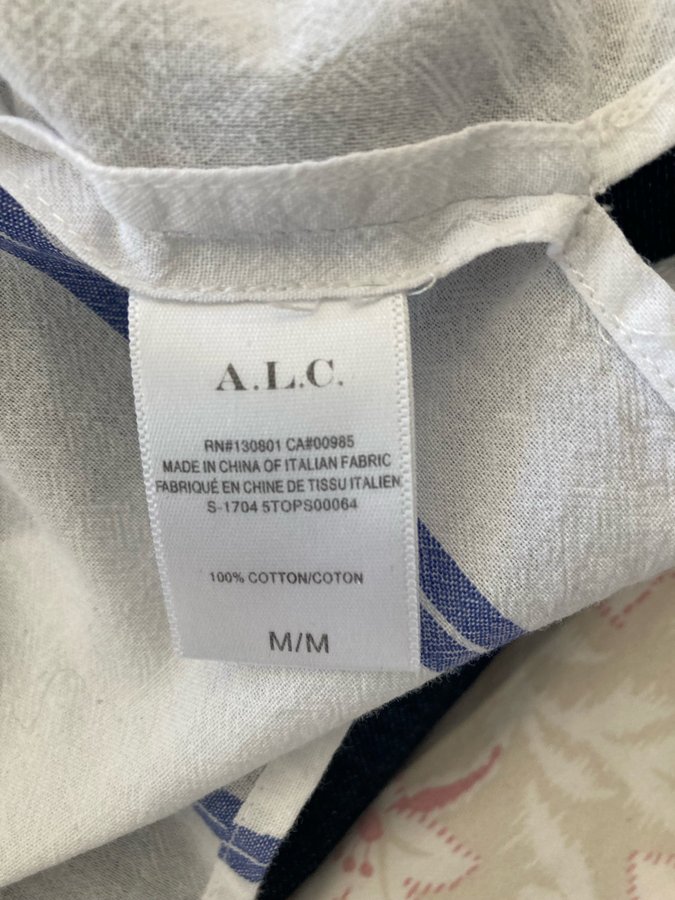 A.L.C.
RN#130801 CA#00985
MADE IN CHINA OF ITALIAN FABRIC
FABRIQUÉ EN CHINE DE TISSU ITALIEN
S-1704 5TOPS00064
100% COTTON/COTON
M/M